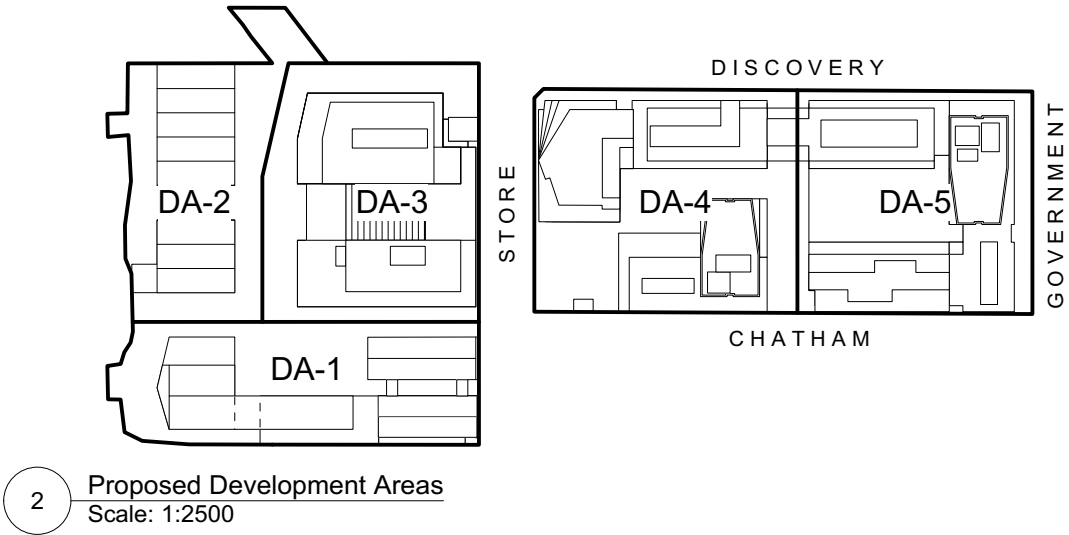 DISCOVERY
DA-2
DA-3
STORE
DA-4
DA-5
GOVERNMENT
CHATHAM
DA-1
2
Proposed Development Areas
Scale: 1:2500